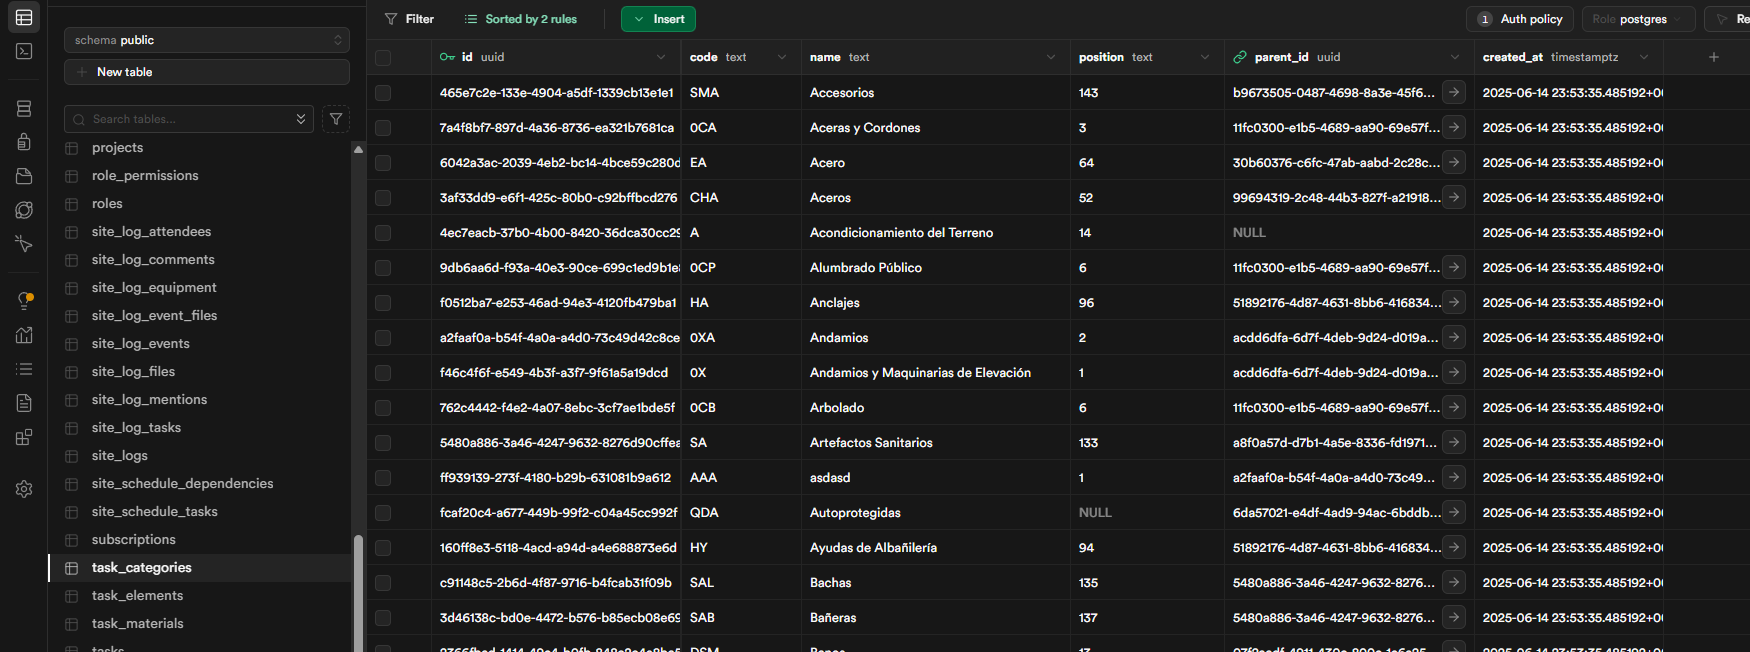 Filter Sorted by 2 rules Insert 1 Auth policy Role postgres Re
schema public
New table
Search tables...
projects
role_permissions
roles
site_log_attendees
site_log_comments
site_log_equipment
site_log_event_files
site_log_events
site_log_files
site_log_mentions
site_log_tasks
site_logs
site_schedule_dependencies
site_schedule_tasks
subscriptions
task_categories
task_elements
task_materials
tasks
id uuid code text name text position text parent_id uuid created_at timestamptz
465e7c2e-133e-4904-a5df-1339cb13e1e1 SMA Accesorios 143 b9673505-0487-4698-8a3e-45f6... 2025-06-14 23:53:35.485192+0
7a4f8bf7-897d-4a36-8736-ea321b7681ca 0CA Aceras y Cordones 3 11fc0300-e1b5-4689-aa90-69e57f... 2025-06-14 23:53:35.485192+0
6042a3ac-2039-4eb2-bc14-4bce59c280d EA Acero 64 30b60376-c6fc-47ab-aabd-2c28c... 2025-06-14 23:53:35.485192+0
3af33dd9-e6f1-425c-80b0-c92bffbcd276 CHA Aceros 52 99694319-2c48-44b3-827f-a21918... 2025-06-14 23:53:35.485192+0
4ec7eacb-37b0-4b00-8420-36dca30cc29 A Acondicionamiento del Terreno 14 NULL 2025-06-14 23:53:35.485192+0
9db6aa6d-f93a-40e3-90ce-699c1ed9b1e 0CP Alumbrado Público 6 11fc0300-e1b5-4689-aa90-69e57f... 2025-06-14 23:53:35.485192+0
f0512ba7-e253-46ad-94e3-4120fb479ba1 HA Anclajes 96 51892176-4d87-4631-8bb6-416834... 2025-06-14 23:53:35.485192+0
a2faaf0a-b54f-4a0a-a4d0-73c49d42c8ce 0XA Andamios 2 acdd6dfa-6d7f-4deb-9d24-d019a... 2025-06-14 23:53:35.485192+0
f46c4f6f-e549-4b3f-a3f7-9f61a5a19dcd 0X Andamios y Maquinarias de Elevación 1 acdd6dfa-6d7f-4deb-9d24-d019a... 2025-06-14 23:53:35.485192+0
762c4442-f4e2-4a07-8ebc-3cf7ae1bde5f 0CB Arbolado 6 11fc0300-e1b5-4689-aa90-69e57f... 2025-06-14 23:53:35.485192+0
5480a886-3a46-4247-9632-8276d90cffea SA Artefactos Sanitarios 133 a8f0a57d-d7b1-4a5e-8336-fd1971... 2025-06-14 23:53:35.485192+0
ff939139-273f-4180-b29b-631081b9a612 AAA asdasd 1 a2faaf0a-b54f-4a0a-a4d0-73c49... 2025-06-14 23:53:35.485192+0
fcaf20c4-a677-449b-99f2-c04a45cc992f QDA Autoprotegidas NULL 6da57021-e4df-4ad9-94ac-6bddb... 2025-06-14 23:53:35.485192+0
160ff8e3-5118-4acd-a94d-a4e688873e6d HY Ayudas de Albañilería 94 51892176-4d87-4631-8bb6-416834... 2025-06-14 23:53:35.485192+0
c91148c5-2b6d-4f87-9716-b4fcab31f09b SAL Bachas 135 5480a886-3a46-4247-9632-8276... 2025-06-14 23:53:35.485192+0
3d46138c-bd0e-4472-b576-b85ecb08e69 SAB Bañeras 137 5480a886-3a46-4247-9632-8276... 2025-06-14 23:53:35.485192+0